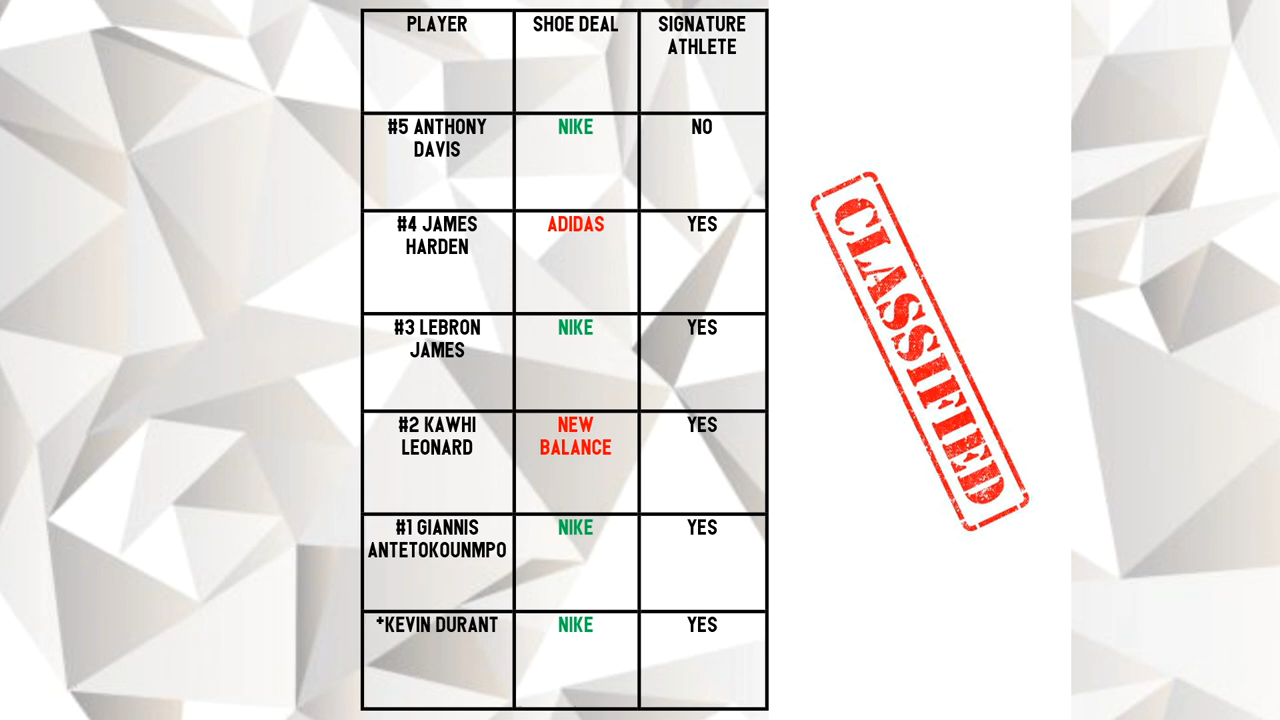 PLAYER
SHOE DEAL
SIGNATURE
ATHLETE
#5 ANTHONY
DAVIS
NIKE
NO
#4 JAMES
HARDEN
ADIDAS
YES
#3 LEBRON
JAMES
NIKE
YES
#2 KAWHI
LEONARD
NEW
BALANCE
YES
#1 GIANNIS
ANTETOKOUNMPO
NIKE
YES
*KEVIN DURANT
NIKE
YES
CLASSIFIED